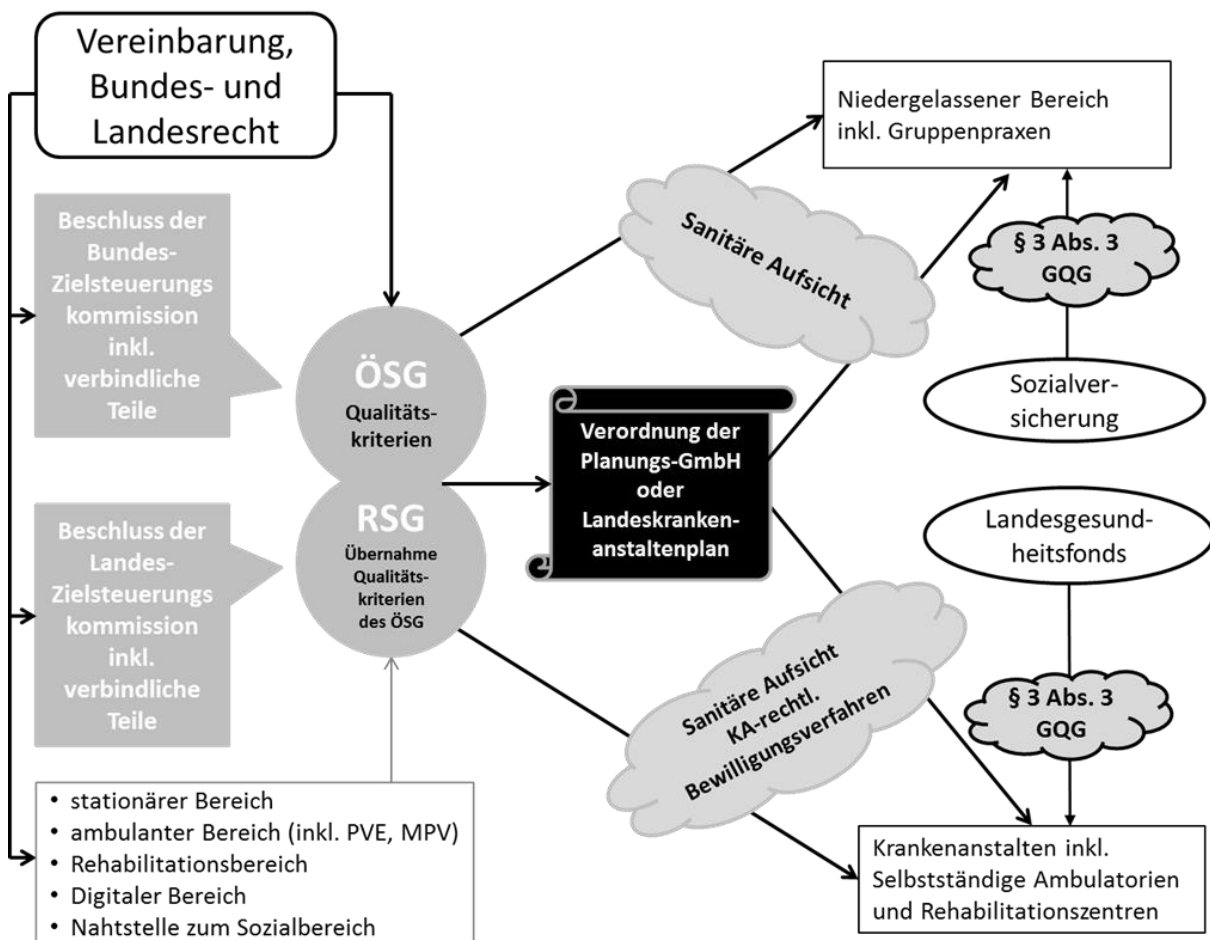 Vereinbarung,
Bundes- und
Landesrecht
Beschluss der
Bundes-
Zielsteuerungs
kommission
inkl.
verbindliche
Teile
Beschluss der
Landes-
Zielsteuerungs
kommission
inkl.
verbindliche
Teile
• stationärer Bereich
• ambulanter Bereich (inkl. PVE, MPV)
• Rehabilitationsbereich
• Digitaler Bereich
• Nahtstelle zum Sozialbereich
ÖSG
Qualitäts-
kriterien
RSG
Übernahme
Qualitäts-
kriterien
des ÖSG
Verordnung der
Planungs-GmbH
oder
Landeskranken-
anstaltenplan
Sanitäre Aufsicht
Sanitäre Aufsicht
KA-rechtl.
Bewilligungsverfahren
Niedergelassener Bereich
inkl. Gruppenpraxen
§ 3 Abs. 3
GQG
Sozialver-
sicherung
Landesgesund-
heitsfonds
§ 3 Abs. 3
GQG
Krankenanstalten inkl.
Selbstständige Ambulatorien
und Rehabilitationszentren